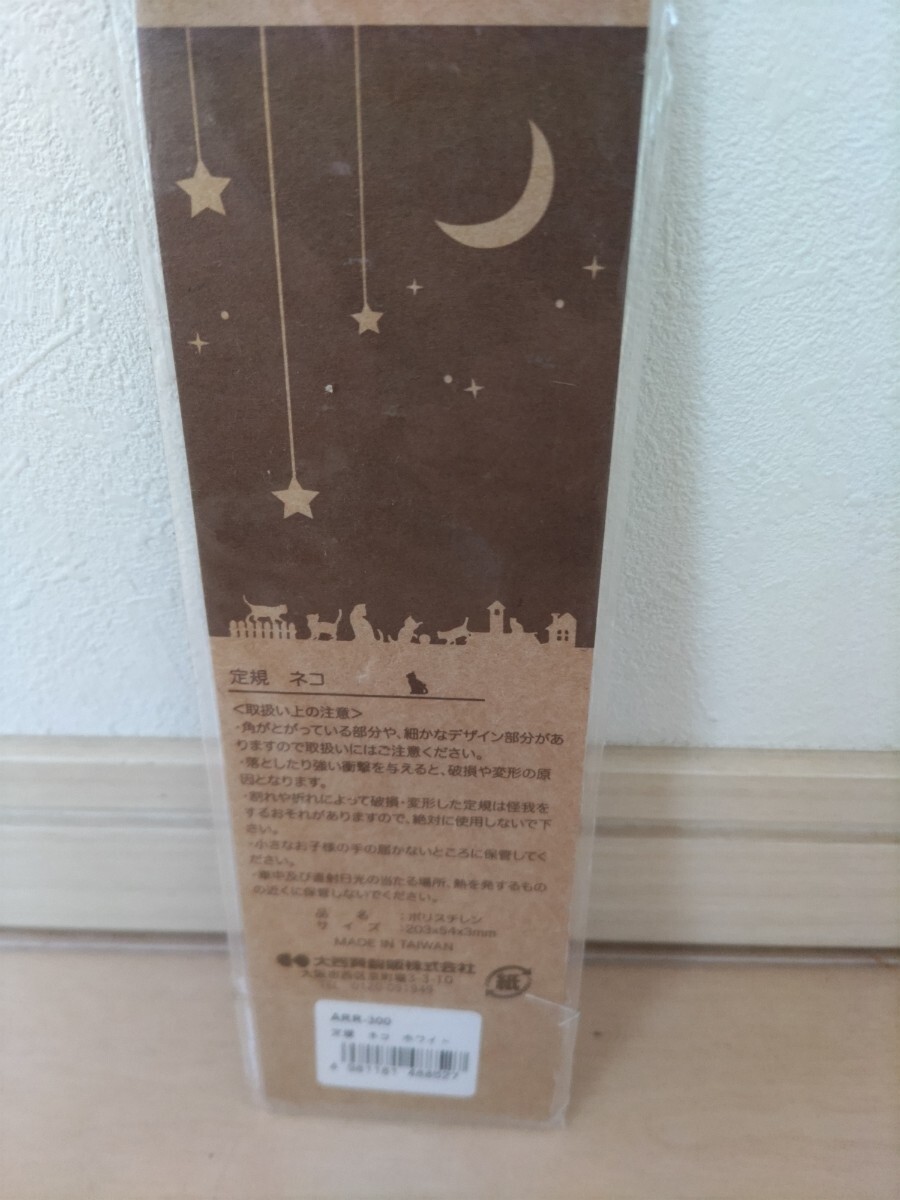 定規　ネコ
<取扱い上の注意>
・角がとがっている部分や、細かなデザイン部分があ
りますので取扱いにはご注意ください。
・落としたり強い衝撃を与えると、破損や変形の原
因となります。
・割れや折れによって破損・変形した定規は怪我を
するおそれがありますので、絶対に使用しないで下
さい。
・小さなお子様の手の届かないところに保管してく
ださい。
・車中及び直射日光の当たる場所、熱を発するもの
の近くに保管しないでください。
品　名　：ポリスチレン
サ　イ　ズ　：203×54×3mm
MADE IN TAIWAN
大西賢製販株式会社
紙
ARR-300
定規　ネコ　ホワイト